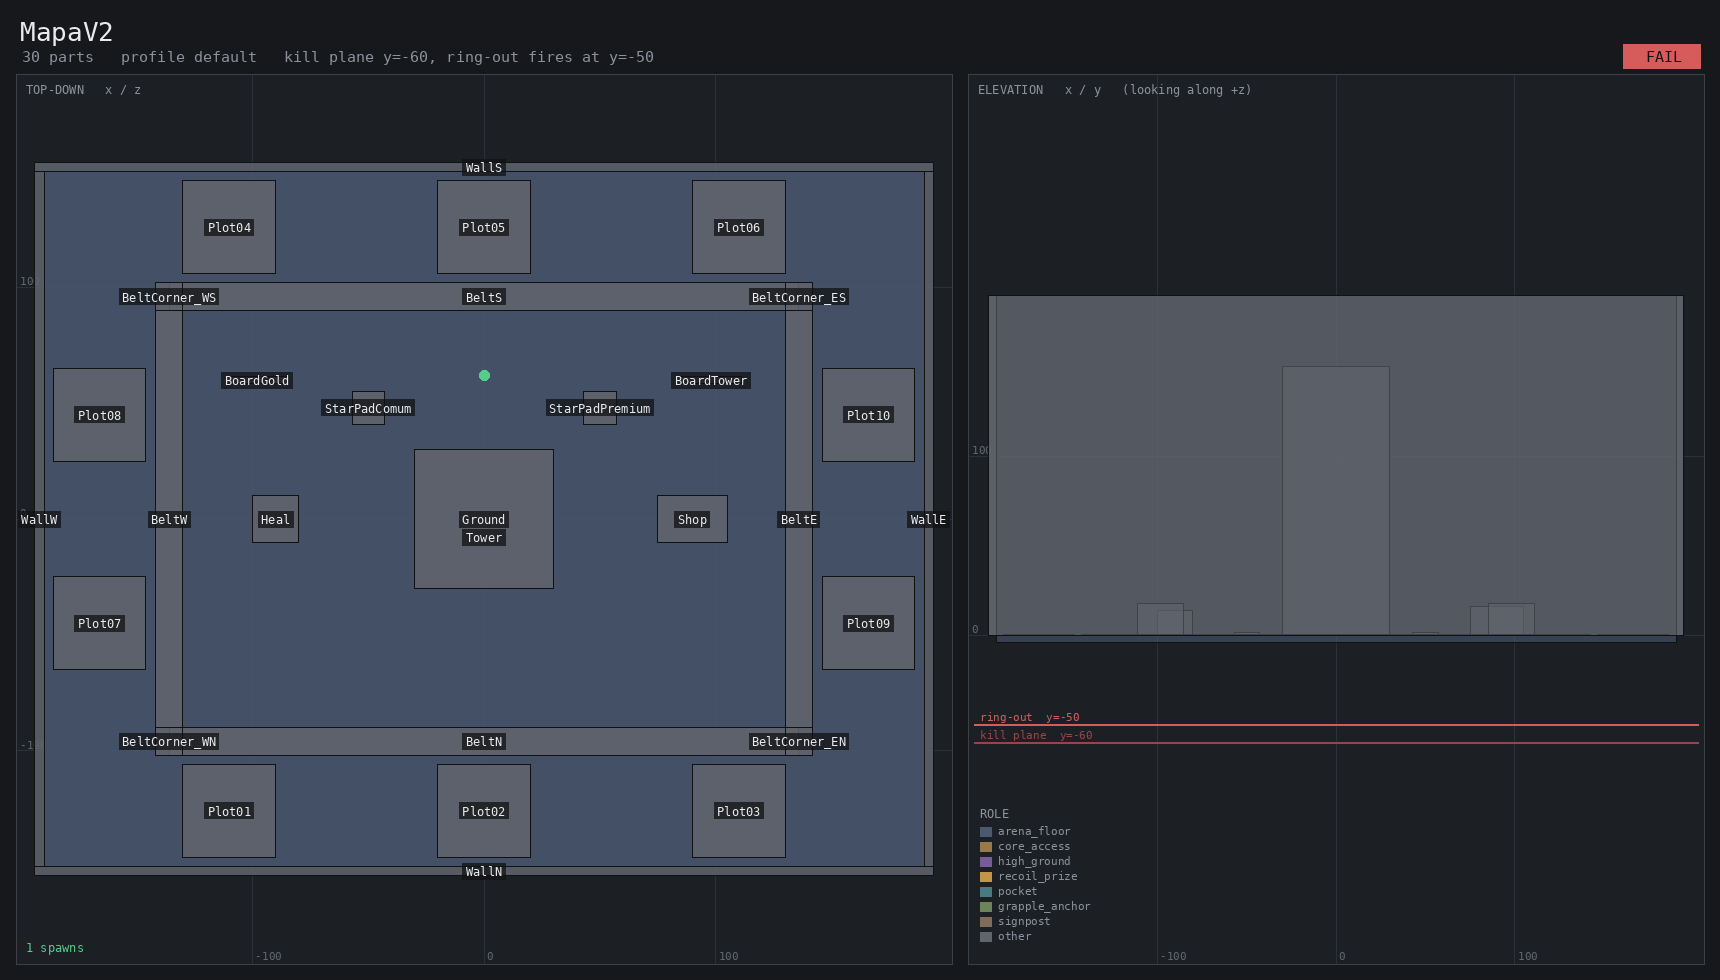 MapaV2
30 parts   profile default   kill plane y=-60, ring-out fires at y=-50
FAIL
TOP-DOWN   x / z
WallS
Plot04
Plot05
Plot06
10
BeltCorner_WS
BeltS
BeltCorner_ES
BoardGold
BoardTower
StarPadComum
StarPadPremium
Plot08
Plot10
WallW
BeltW
Heal
Ground
Tower
Shop
BeltE
WallE
Plot07
Plot09
BeltCorner_WN
BeltN
BeltCorner_EN
Plot01
Plot02
Plot03
WallN
1 spawns
-100
0
100
ELEVATION   x / y   (looking along +z)
100
0
ring-out  y=-50
kill plane  y=-60
ROLE
arena_floor
core_access
high_ground
recoil_prize
pocket
grapple_anchor
signpost
other
-100
0
100